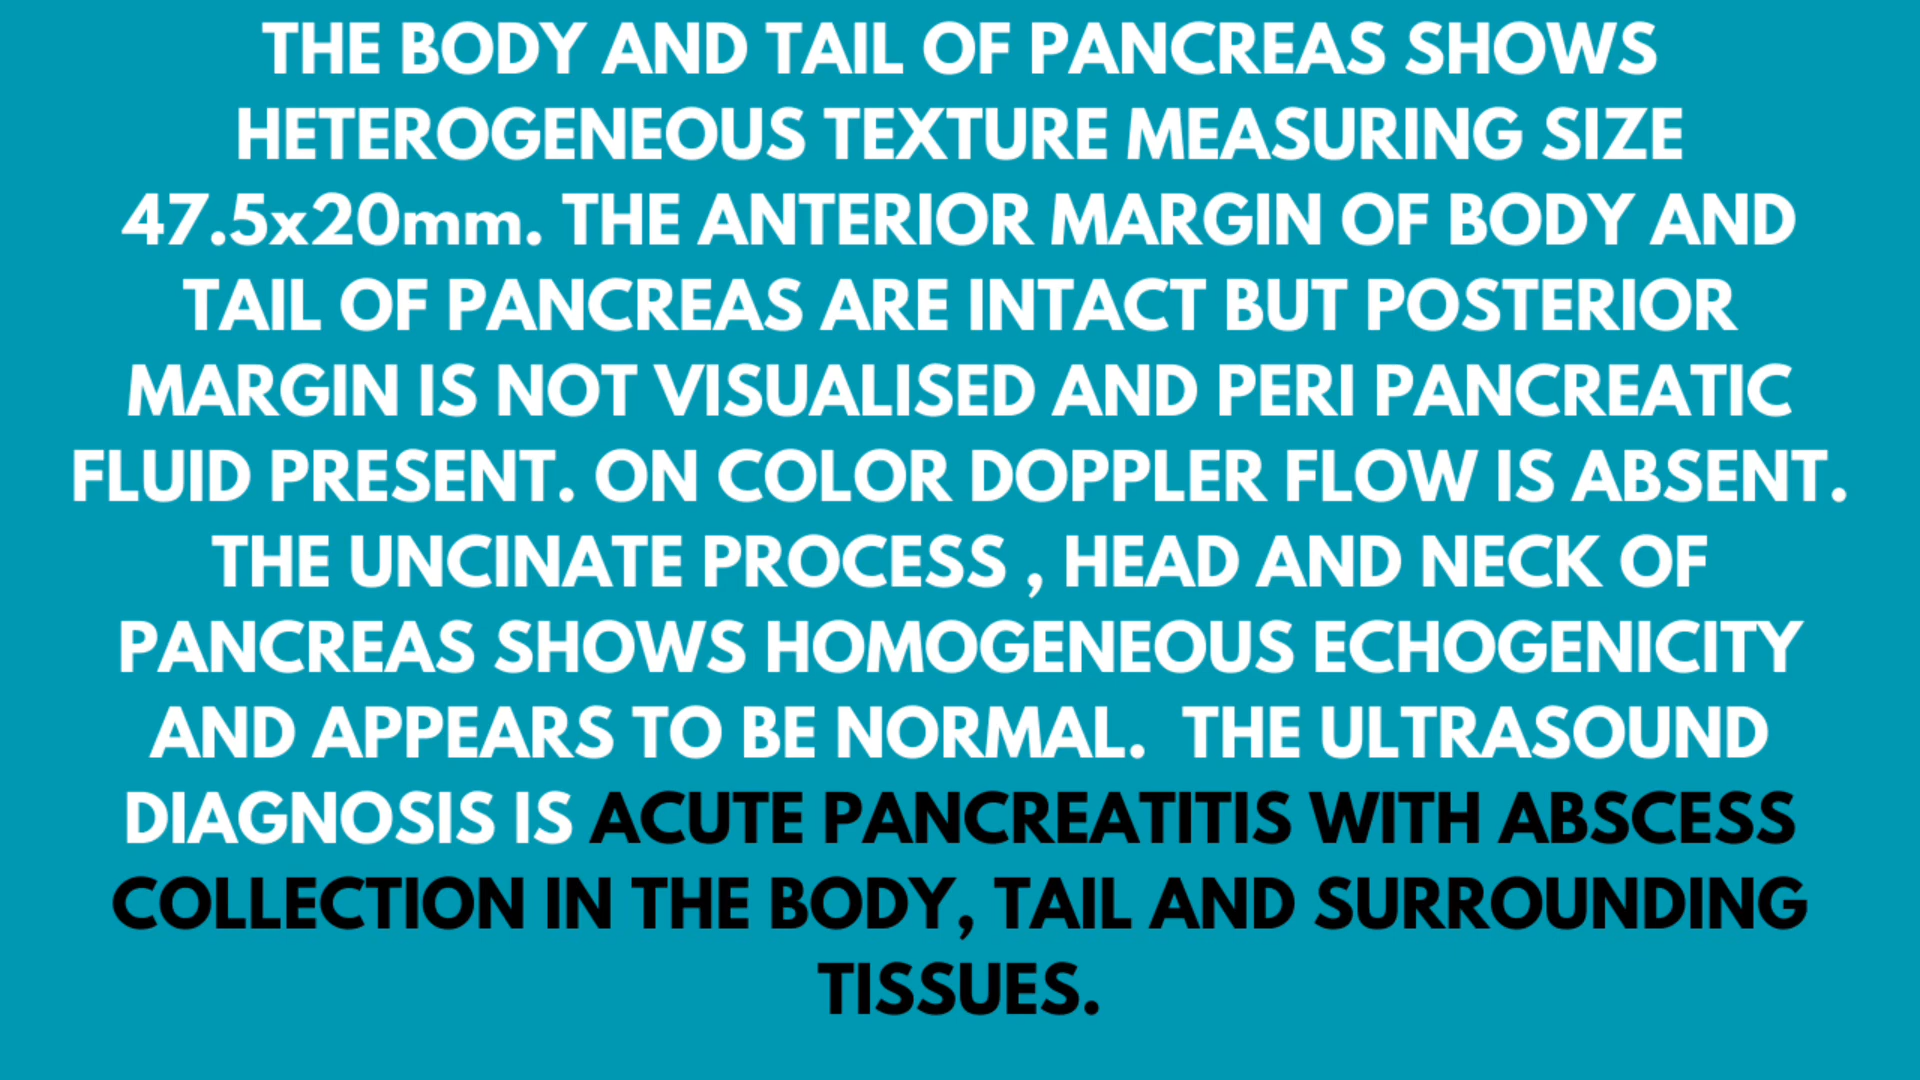 THE BODY AND TAIL OF PANCREAS SHOWS
HETEROGENEOUS TEXTURE MEASURING SIZE
47.5x20mm. THE ANTERIOR MARGIN OF BODY AND
TAIL OF PANCREAS ARE INTACT BUT POSTERIOR
MARGIN IS NOT VISUALISED AND PERI PANCREATIC
FLUID PRESENT. ON COLOR DOPPLER FLOW IS ABSENT.
THE UNCINATE PROCESS , HEAD AND NECK OF
PANCREAS SHOWS HOMOGENEOUS ECHOGENICITY
AND APPEARS TO BE NORMAL.  THE ULTRASOUND
DIAGNOSIS IS ACUTE PANCREATITIS WITH ABSCESS
COLLECTION IN THE BODY, TAIL AND SURROUNDING
TISSUES.